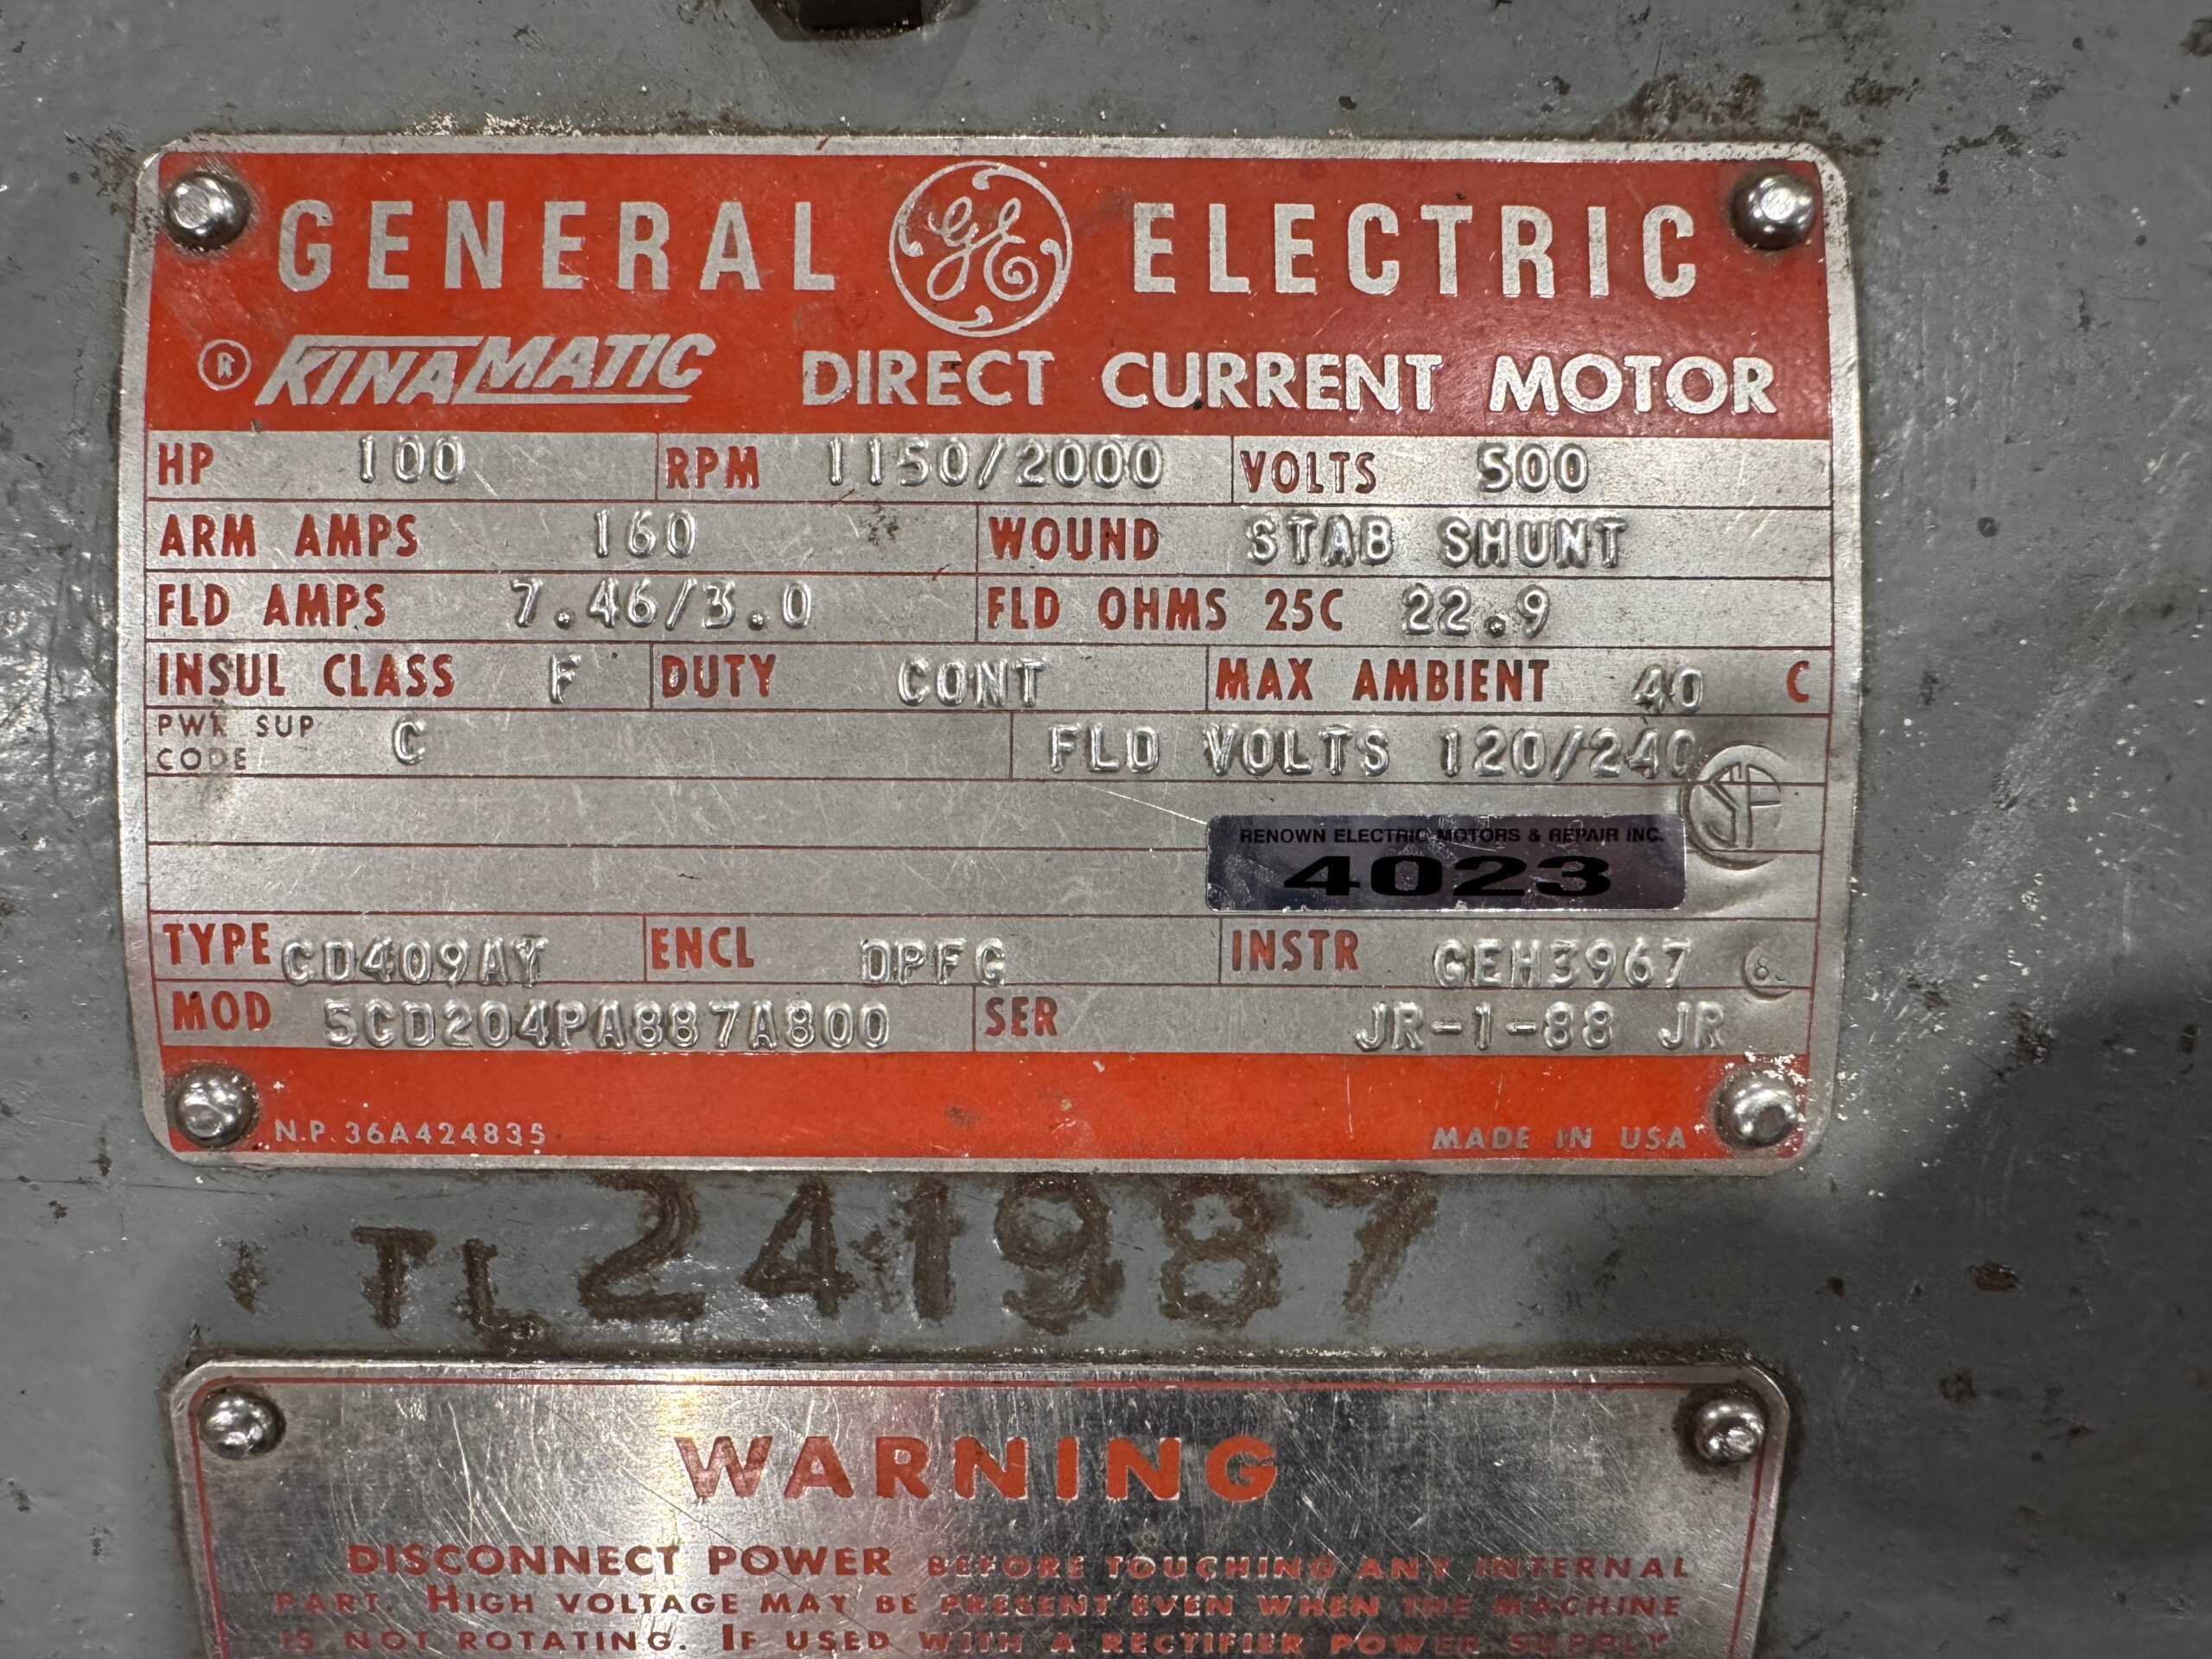 GENERAL GE ELECTRIC
® KINAMATIC DIRECT CURRENT MOTOR
HP 100 RPM 1150/2000 VOLTS 500
ARM AMPS 160 WOUND STAB SHUNT
FLD AMPS 7.46/3.0 FLD OHMS 25C 22.9
INSUL CLASS F DUTY CONT MAX AMBIENT 40 C
PWR SUP CODE C FLD VOLTS 120/240
RENOWN ELECTRIC MOTORS & REPAIR INC.
4023
TYPE CD409AY ENCL DPFG INSTR GEH3967
MOD 5CD204PA887A800 SER JR-1-88 JR
N.P. 36A424835 MADE IN USA
TL 241987
WARNING
DISCONNECT POWER BEFORE TOUCHING ANY INTERNAL
PART. HIGH VOLTAGE MAY BE PRESENT EVEN WHEN THE MACHINE
IS NOT ROTATING. IF USED WITH A RECTIFIER POWER SUPPLY